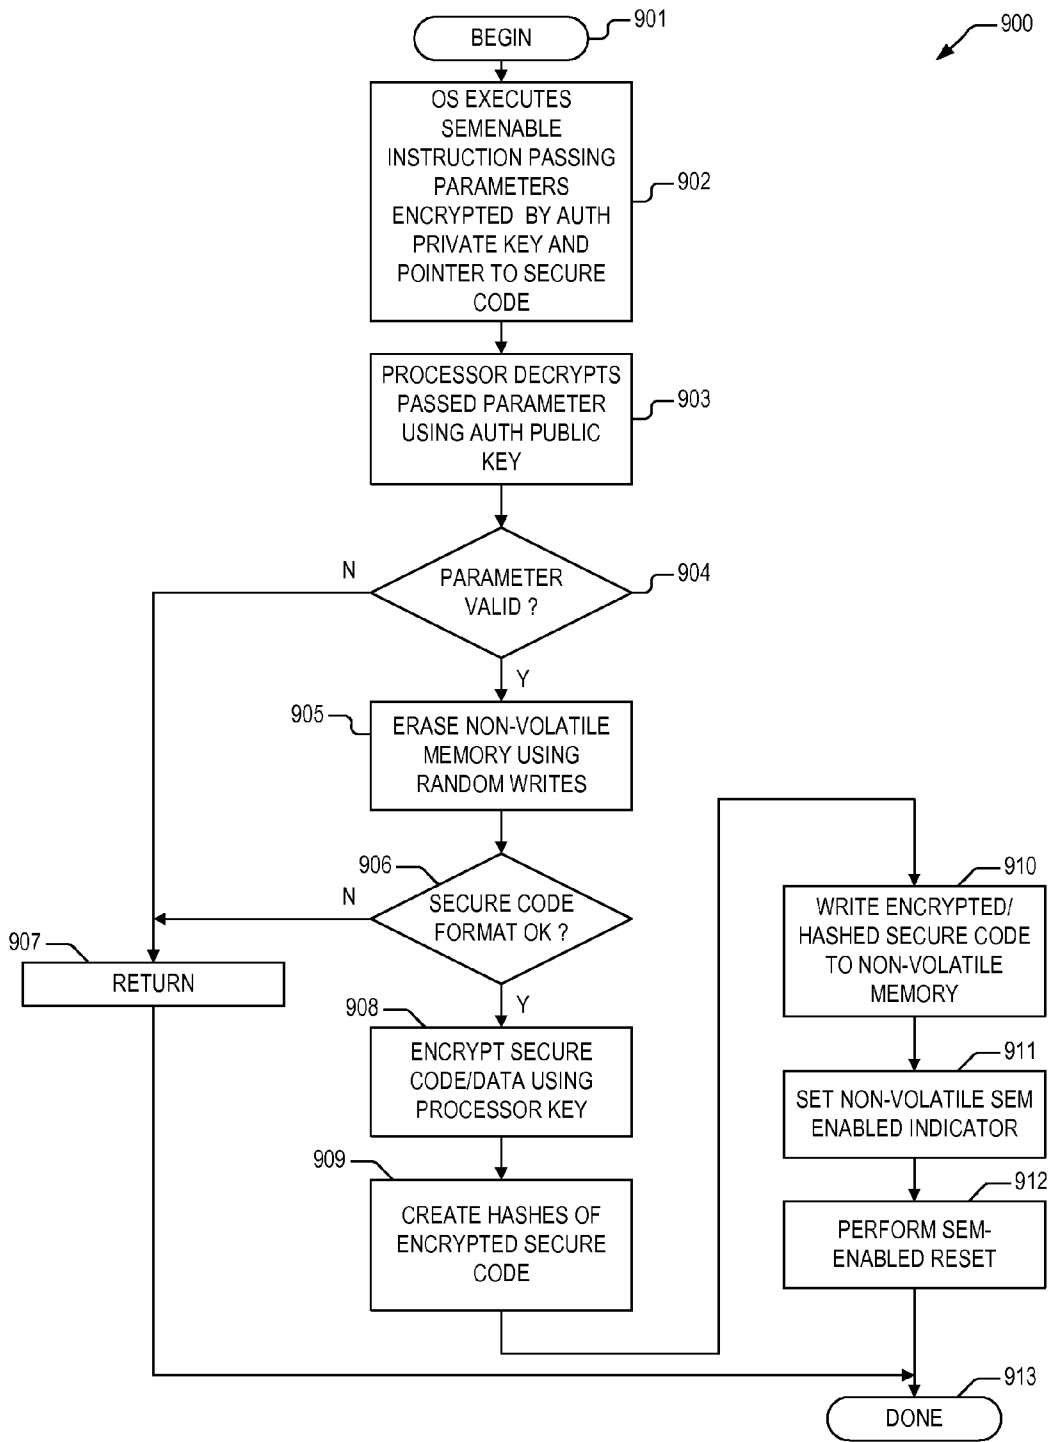 901
BEGIN
900
OS EXECUTES
SEMENABLE
INSTRUCTION PASSING
PARAMETERS
ENCRYPTED BY AUTH
PRIVATE KEY AND
POINTER TO SECURE
CODE
902
PROCESSOR DECRYPTS
PASSED PARAMETER
USING AUTH PUBLIC
KEY
903
N
PARAMETER
VALID ?
904
Y
905
ERASE NON-VOLATILE
MEMORY USING
RANDOM WRITES
906
N
SECURE CODE
FORMAT OK ?
Y
907
RETURN
908
ENCRYPT SECURE
CODE/DATA USING
PROCESSOR KEY
909
CREATE HASHES OF
ENCRYPTED SECURE
CODE
910
WRITE ENCRYPTED/
HASHED SECURE CODE
TO NON-VOLATILE
MEMORY
911
SET NON-VOLATILE SEM
ENABLED INDICATOR
912
PERFORM SEM-
ENABLED RESET
913
DONE